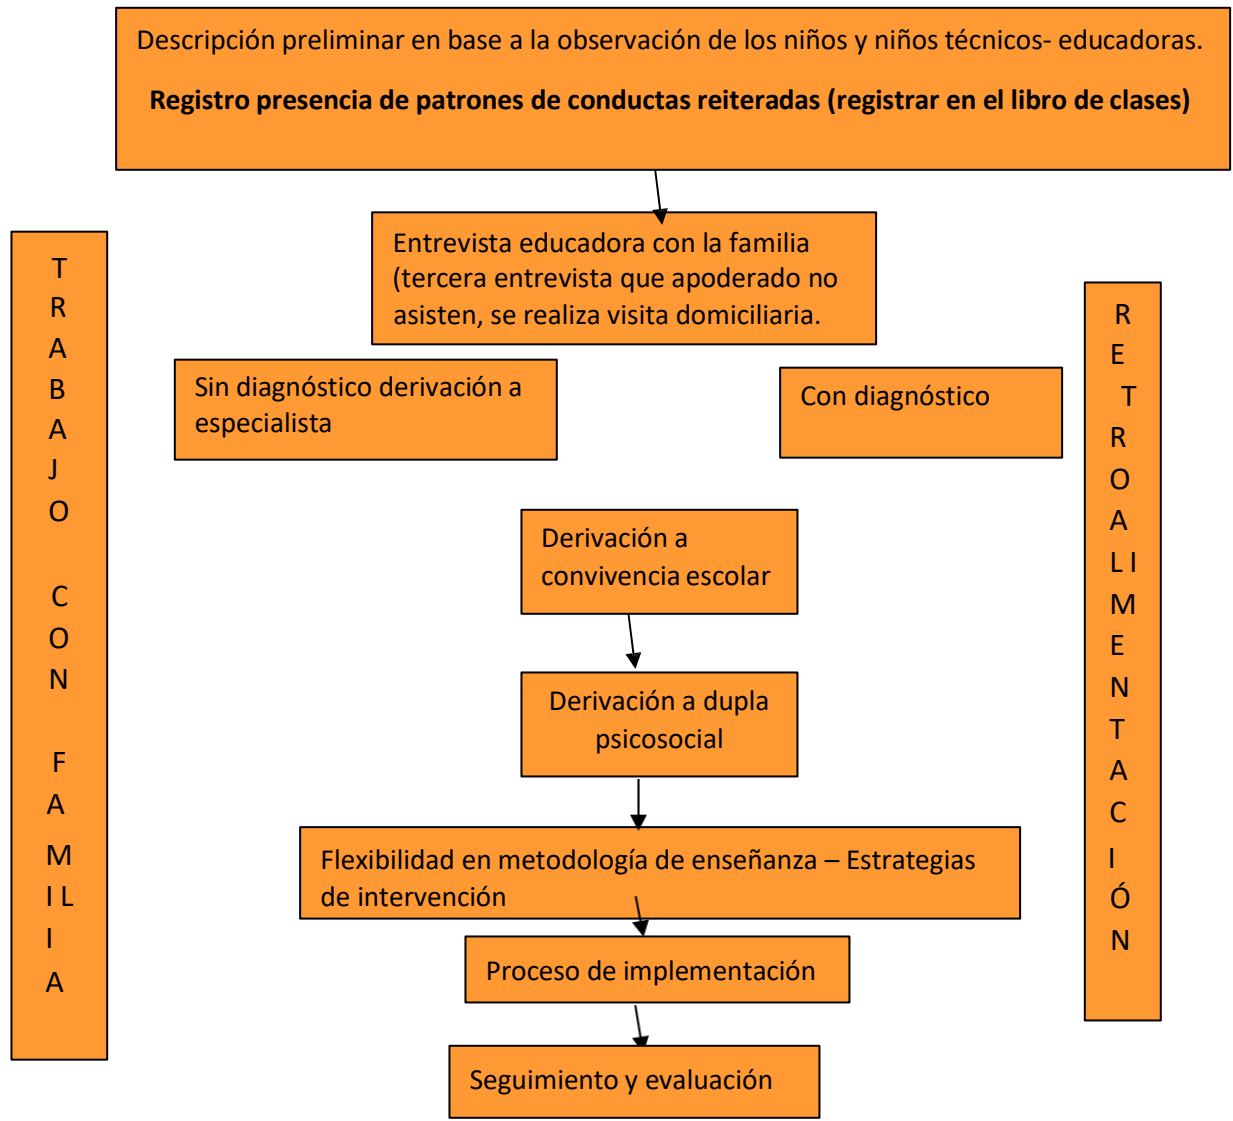 Descripción preliminar en base a la observación de los niños y niños técnicos- educadoras.
Registro presencia de patrones de conductas reiteradas (registrar en el libro de clases)
Entrevista educadora con la familia
(tercera entrevista que apoderado no
asisten, se realiza visita domiciliaria.
Sin diagnóstico derivación a
especialista
Con diagnóstico
Derivación a
convivencia escolar
Derivación a dupla
psicosocial
Flexibilidad en metodología de enseñanza – Estrategias
de intervención
Proceso de implementación
Seguimiento y evaluación
T
R
A
B
A
J
O
C
O
N
F
A
M
I L
I
A
R
E
T
R
O
A
L I
M
E
N
T
A
C
I
Ó
N